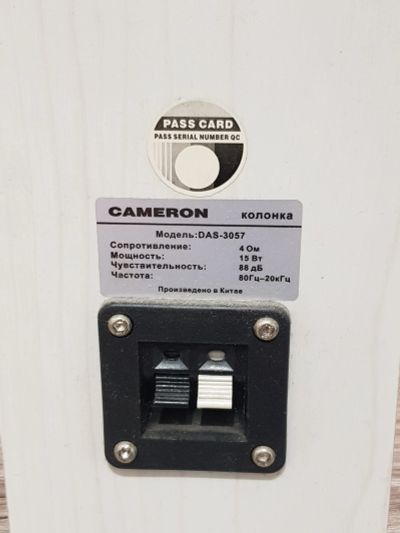 PASS CARD
PASS SERIAL NUMBER QC
CAMERON колонка
Модель:DAS-3057
Сопротивление: 4 Ом
Мощность: 15 Вт
Чувствительность: 88 дБ
Частота: 80Гц–20кГц
Произведено в Китае